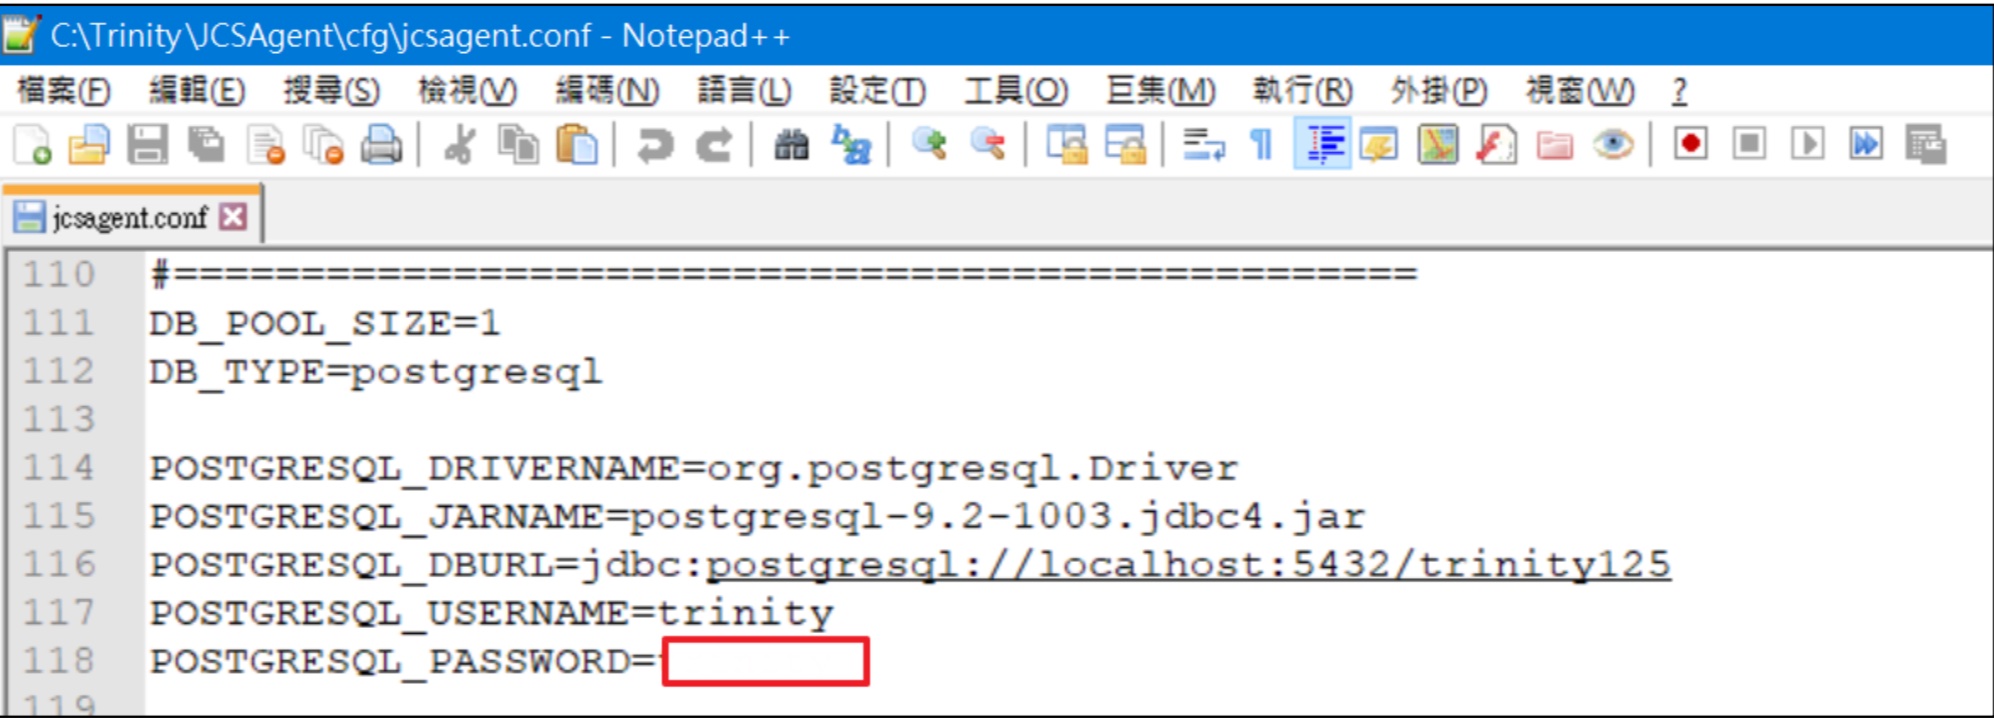 C:\Trinity\JCSAgent\cfg\jcsagent.conf - Notepad++
檔案(F) 編輯(E) 搜尋(S) 檢視(V) 編碼(N) 語言(L) 設定(T) 工具(O) 巨集(M) 執行(R) 外掛(P) 視窗(W) ?
jcsagent.conf
110 #=================================================
111 DB_POOL_SIZE=1
112 DB_TYPE=postgresql
113
114 POSTGRESQL_DRIVERNAME=org.postgresql.Driver
115 POSTGRESQL_JARNAME=postgresql-9.2-1003.jdbc4.jar
116 POSTGRESQL_DBURL=jdbc:postgresql://localhost:5432/trinity125
117 POSTGRESQL_USERNAME=trinity
118 POSTGRESQL_PASSWORD=
119